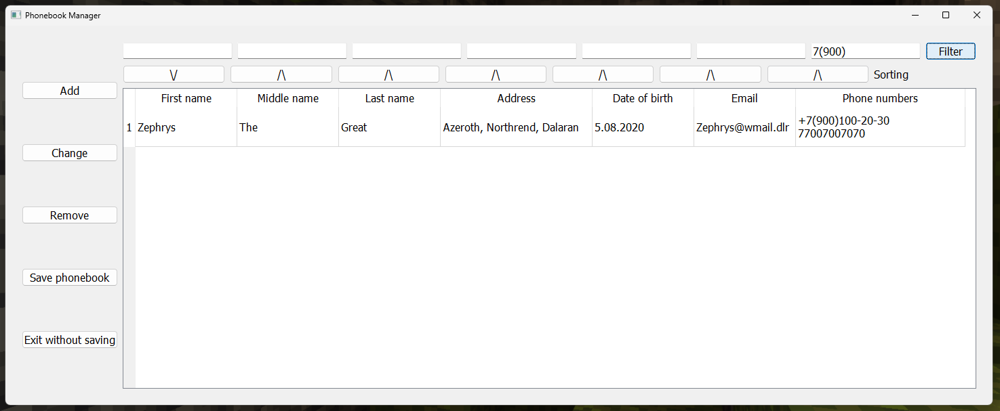 Phonebook Manager
7(900) Filter
\/ /\ /\ /\ /\ /\ /\ Sorting
Add
Change
Remove
Save phonebook
Exit without saving
First name Middle name Last name Address Date of birth Email Phone numbers
1 Zephrys The Great Azeroth, Northrend, Dalaran 5.08.2020 Zephrys@wmail.dlr +7(900)100-20-30
77007007070